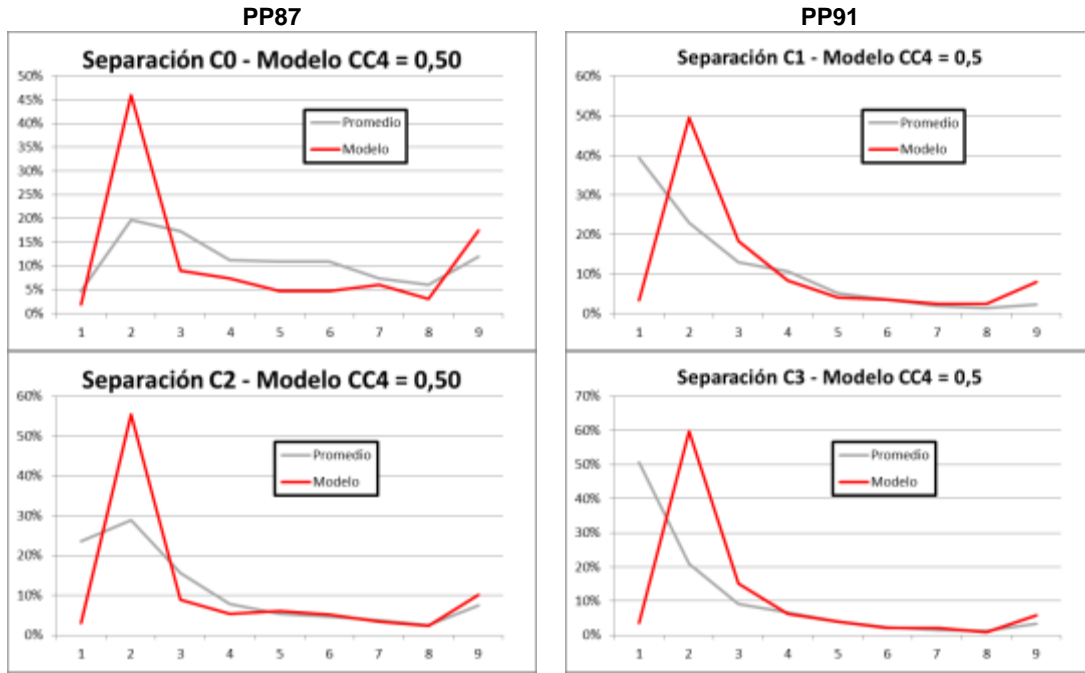 PP87
PP91
Separación C0 - Modelo CC4 = 0,50
50%
45%
40%
35%
30%
25%
20%
15%
10%
5%
0%
Promedio
Modelo
1 2 3 4 5 6 7 8 9
Separación C1 - Modelo CC4 = 0,5
60%
50%
40%
30%
20%
10%
0%
Promedio
Modelo
1 2 3 4 5 6 7 8 9
Separación C2 - Modelo CC4 = 0,50
60%
50%
40%
30%
20%
10%
0%
Promedio
Modelo
1 2 3 4 5 6 7 8 9
Separación C3 - Modelo CC4 = 0,5
70%
60%
50%
40%
30%
20%
10%
0%
Promedio
Modelo
1 2 3 4 5 6 7 8 9